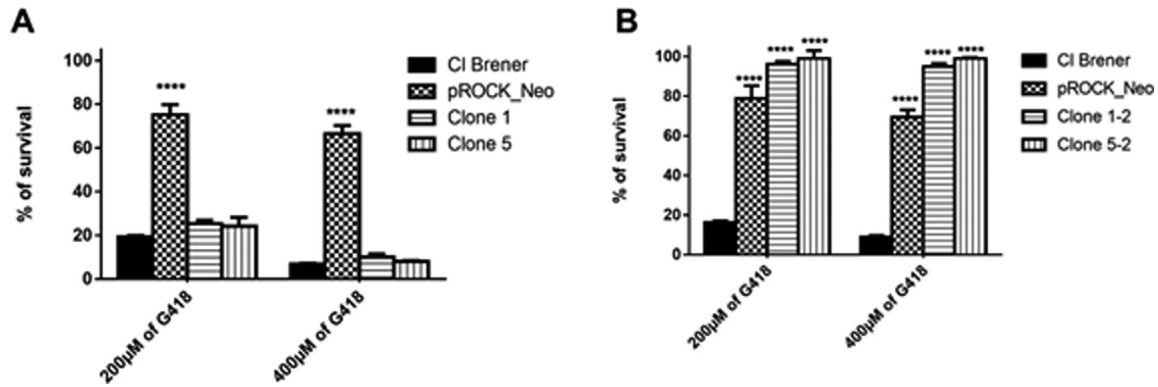 A
% of survival
100
80
60
40
20
0
****
****
200µM of G418
400µM of G418
CI Brener
pROCK_Neo
Clone 1
Clone 5
B
% of survival
100
80
60
40
20
0
****
****
****
****
****
****
200µM of G418
400µM of G418
CI Brener
pROCK_Neo
Clone 1-2
Clone 5-2